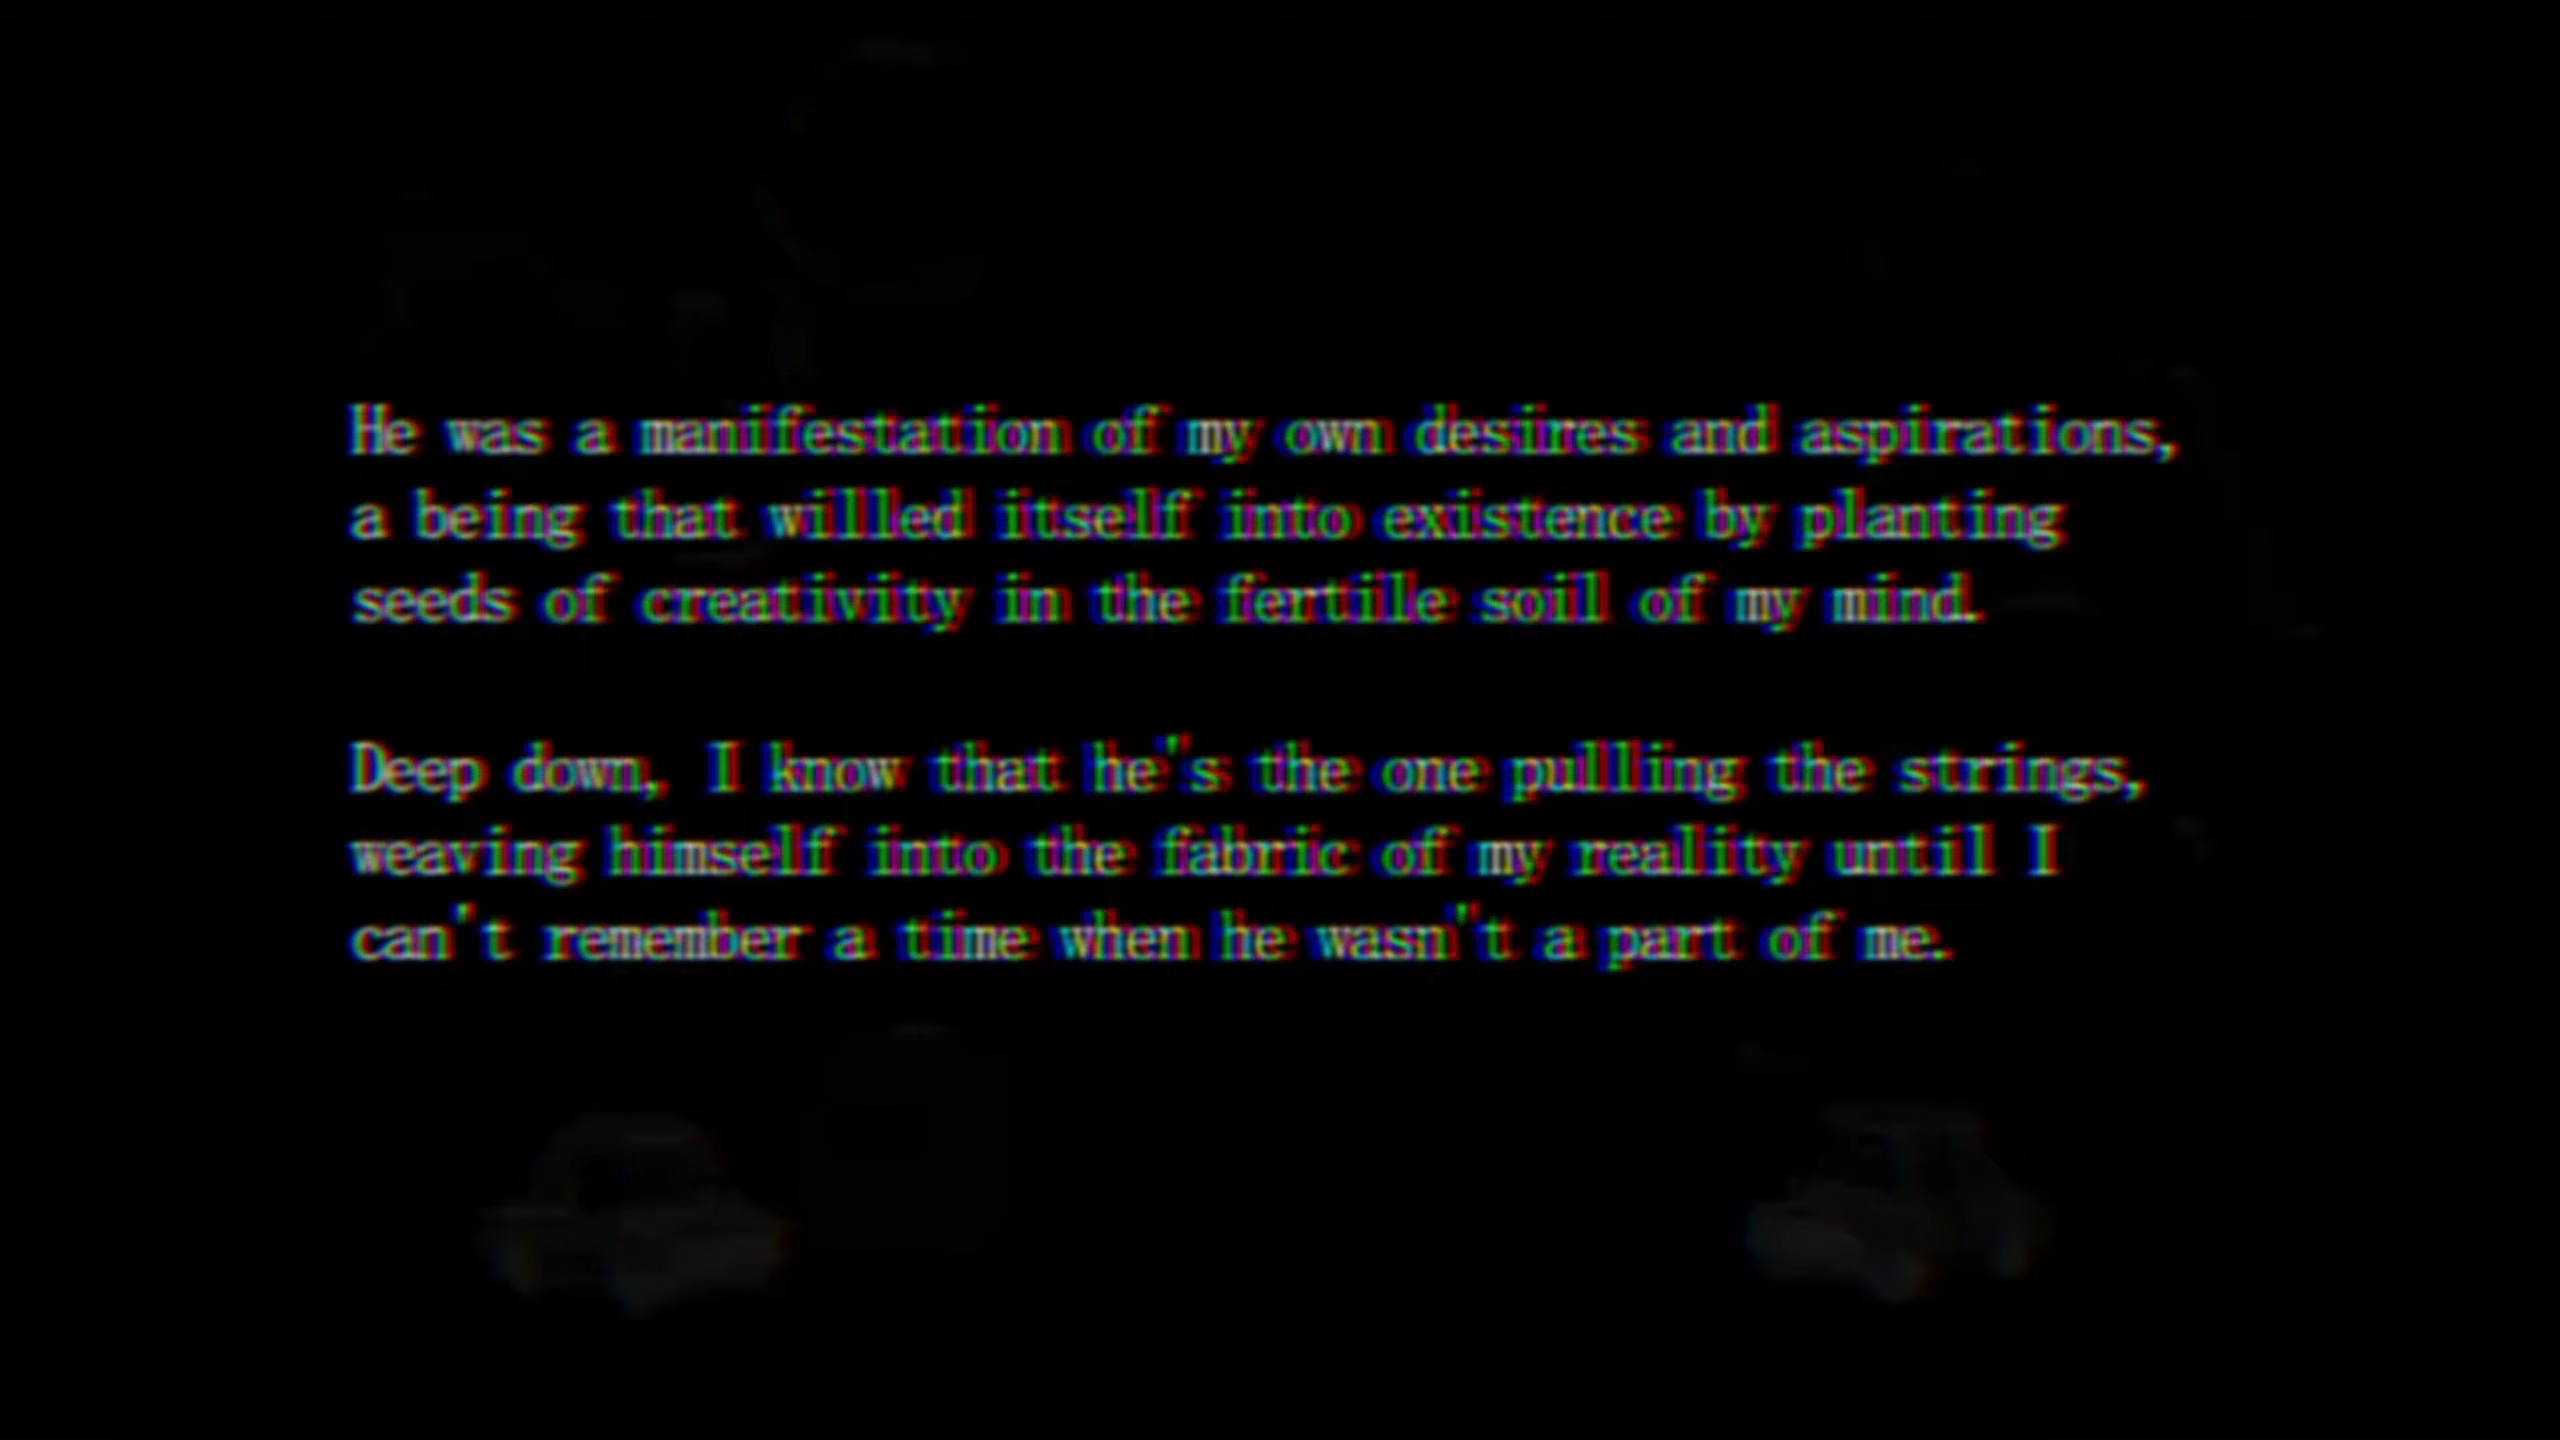 He was a manifestation of my own desires and aspirations,
a being that willed itself into existence by planting
seeds of creativity in the fertile soil of my mind.
Deep down, I know that he"s the one pulling the strings,
weaving himself into the fabric of my reality until I
can't remember a time when he wasn"t a part of me.